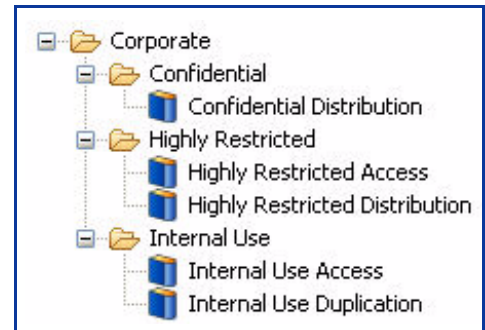 Corporate
Confidential
Confidential Distribution
Highly Restricted
Highly Restricted Access
Highly Restricted Distribution
Internal Use
Internal Use Access
Internal Use Duplication